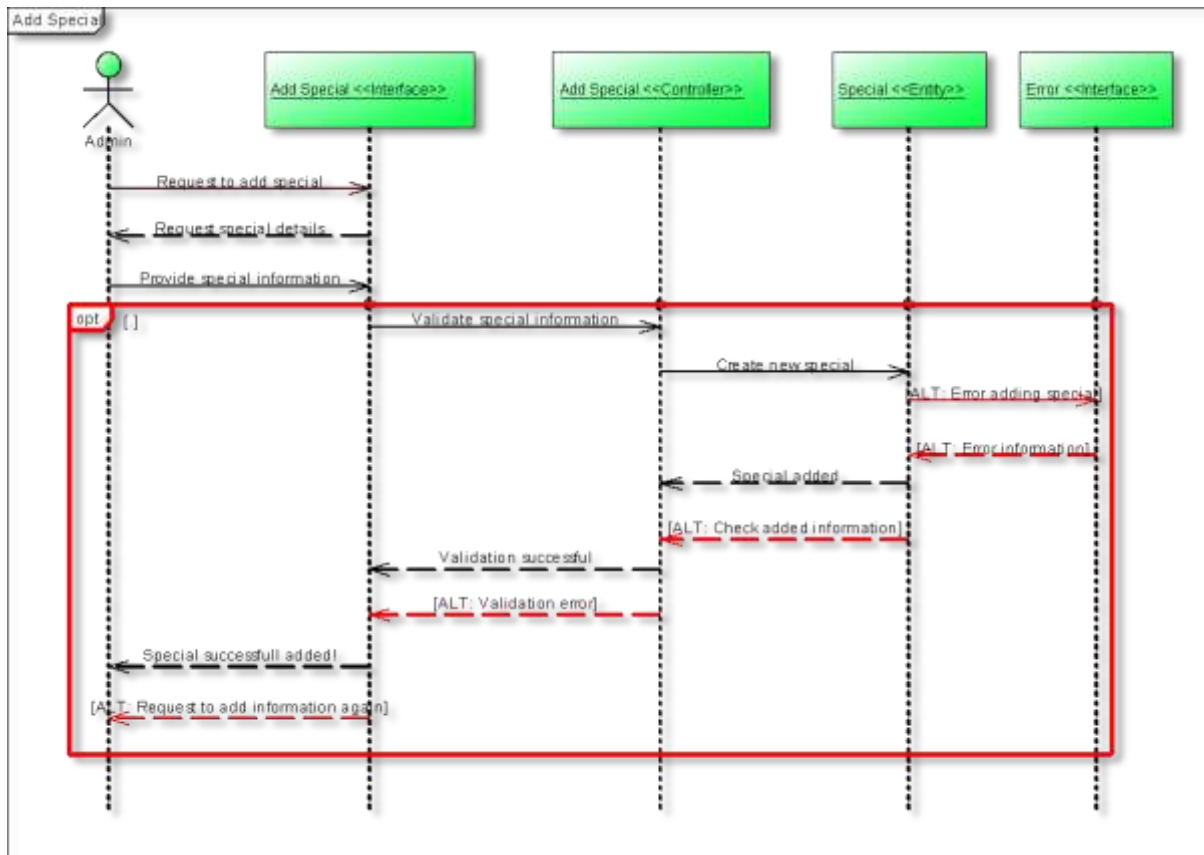 Add Special
Add Special <<Interface>>
Add Special <<Controller>>
Special <<Entity>>
Error <<Interface>>
Admin
Request to add special
Request special details
Provide special information
opt
[ ]
Validate special information
Create new special
[ALT: Error adding special]
[ALT: Error information]
Special added
[ALT: Check added information]
Validation successful
[ALT: Validation error]
Special successfull added!
[ALT: Request to add information again]